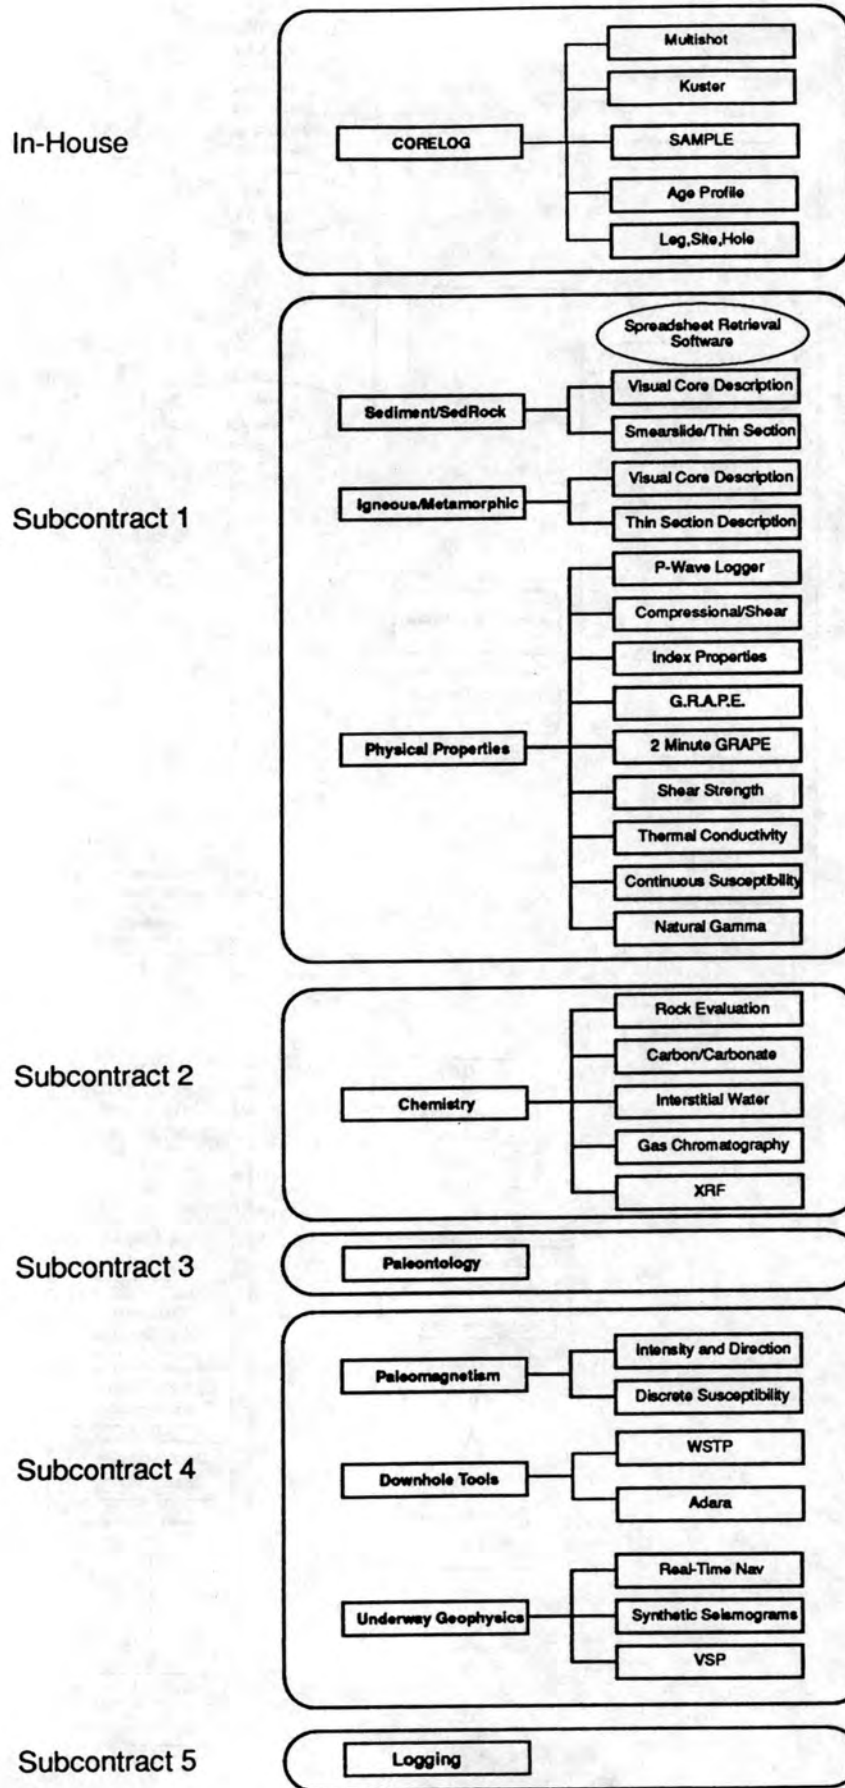 In-House
CORELOG
Multishot
Kuster
SAMPLE
Age Profile
Leg,Site,Hole
Subcontract 1
Spreadsheet Retrieval
Software
Sediment/SedRock
Visual Core Description
Smearslide/Thin Section
Igneous/Metamorphic
Visual Core Description
Thin Section Description
Physical Properties
P-Wave Logger
Compressional/Shear
Index Properties
G.R.A.P.E.
2 Minute GRAPE
Shear Strength
Thermal Conductivity
Continuous Susceptibility
Natural Gamma
Subcontract 2
Chemistry
Rock Evaluation
Carbon/Carbonate
Interstitial Water
Gas Chromatography
XRF
Subcontract 3
Paleontology
Subcontract 4
Paleomagnetism
Intensity and Direction
Discrete Susceptibility
Downhole Tools
WSTP
Adara
Underway Geophysics
Real-Time Nav
Synthetic Seismograms
VSP
Subcontract 5
Logging